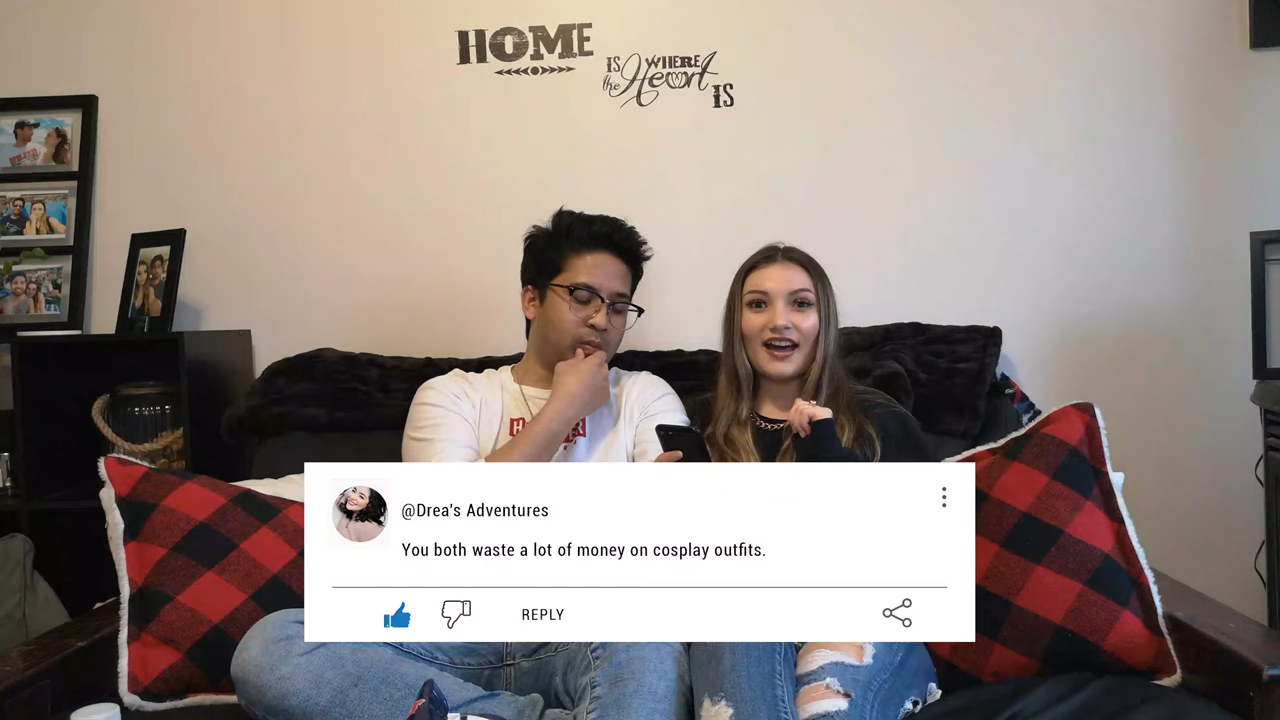 HOME
IS WHERE
the Heart
IS
@Drea's Adventures
You both waste a lot of money on cosplay outfits.
REPLY